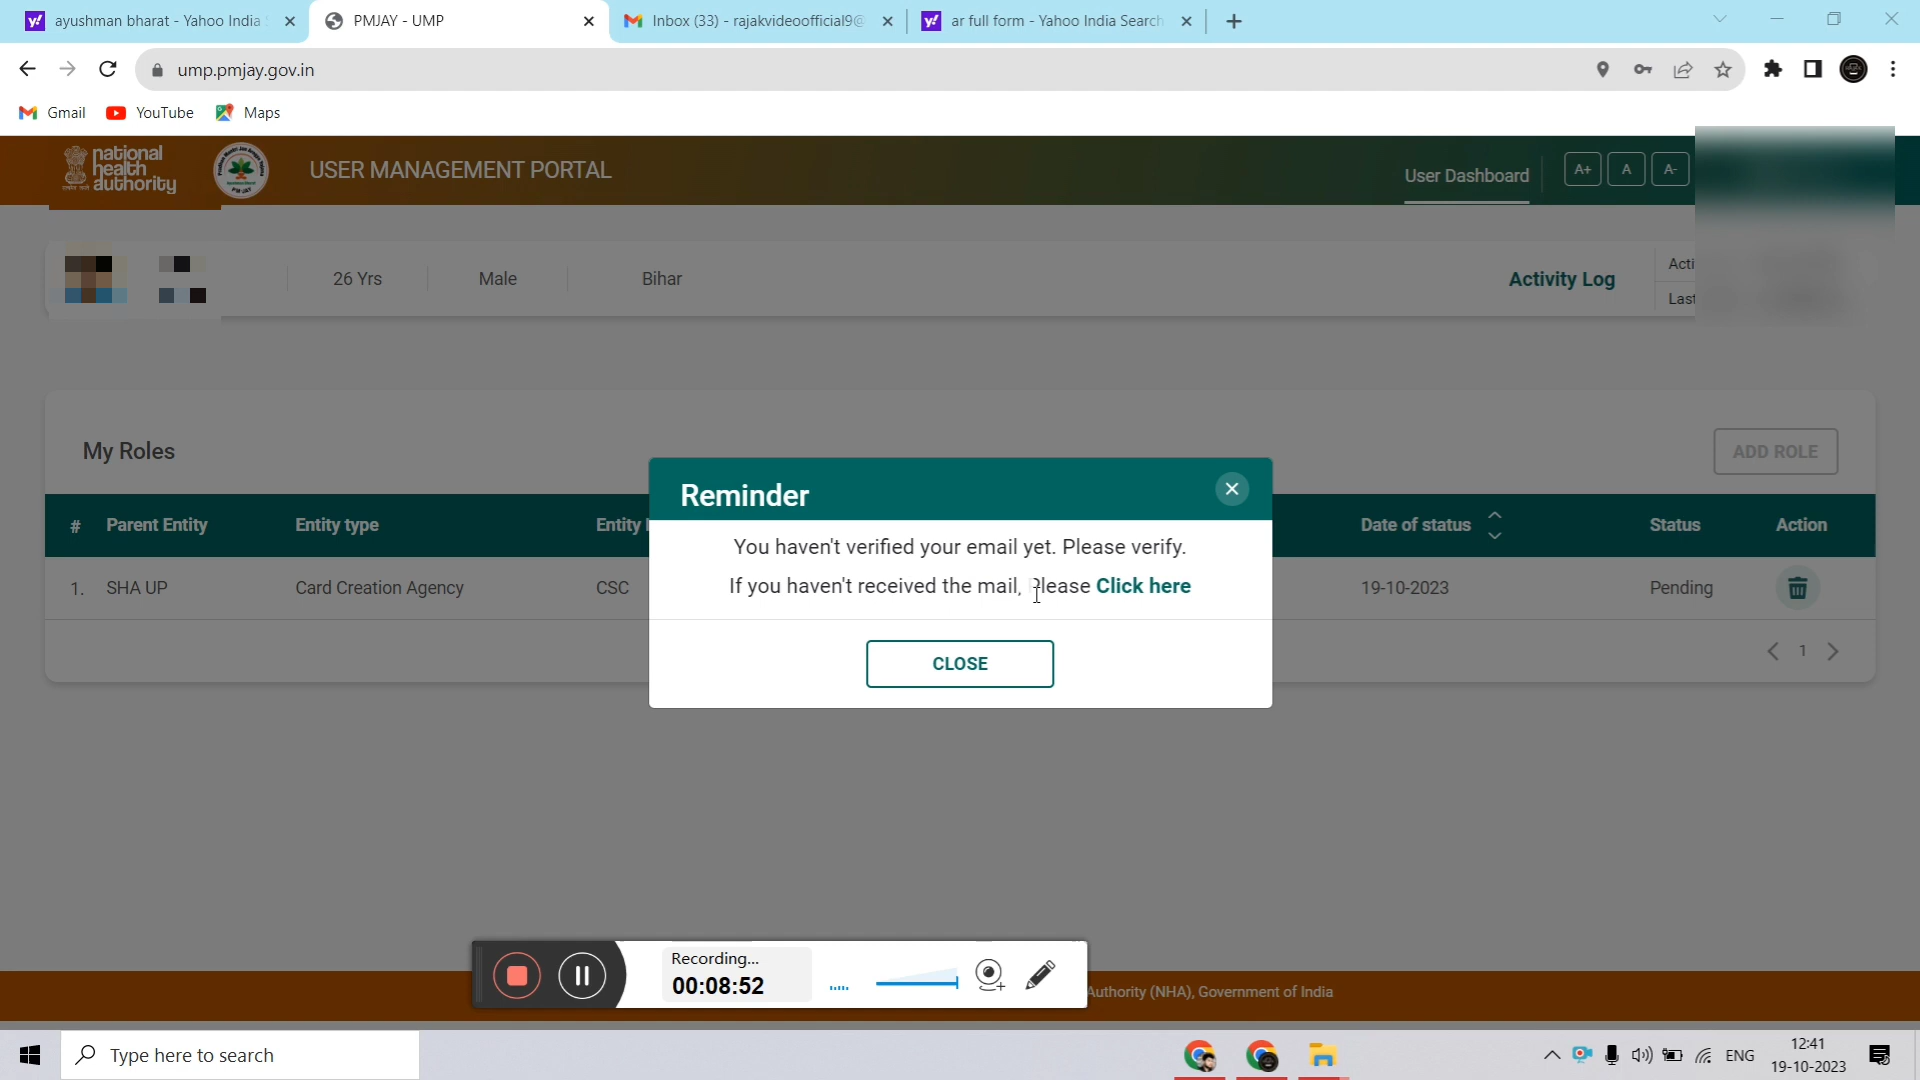 ayushman bharat - Yahoo India
PMJAY - UMP
Inbox (33) - rajakvideoofficial9@
ar full form - Yahoo India Search
ump.pmjay.gov.in
Gmail
YouTube
Maps
national
health
authority
USER MANAGEMENT PORTAL
User Dashboard
A+
A
A-
26 Yrs
Male
Bihar
Activity Log
Acti
Last
My Roles
ADD ROLE
# Parent Entity Entity type Entity Date of status Status Action
1. SHA UP Card Creation Agency CSC 19-10-2023 Pending
1
Reminder
You haven't verified your email yet. Please verify.
If you haven't received the mail, Please Click here
CLOSE
Recording...
00:08:52
Authority (NHA), Government of India
Type here to search
ENG
12:41
19-10-2023